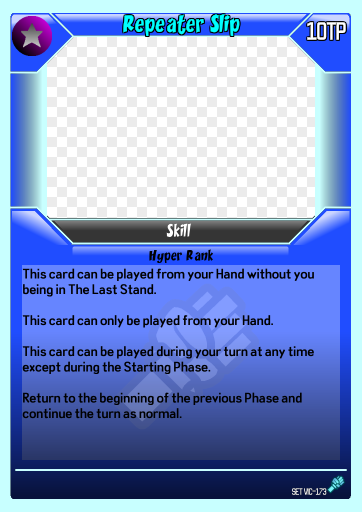 Repeater Slip
10TP
Skill
Hyper Rank
This card can be played from your Hand without you
being in The Last Stand.
This card can only be played from your Hand.
This card can be played during your turn at any time
except during the Starting Phase.
Return to the beginning of the previous Phase and
continue the turn as normal.
SET VIC-173